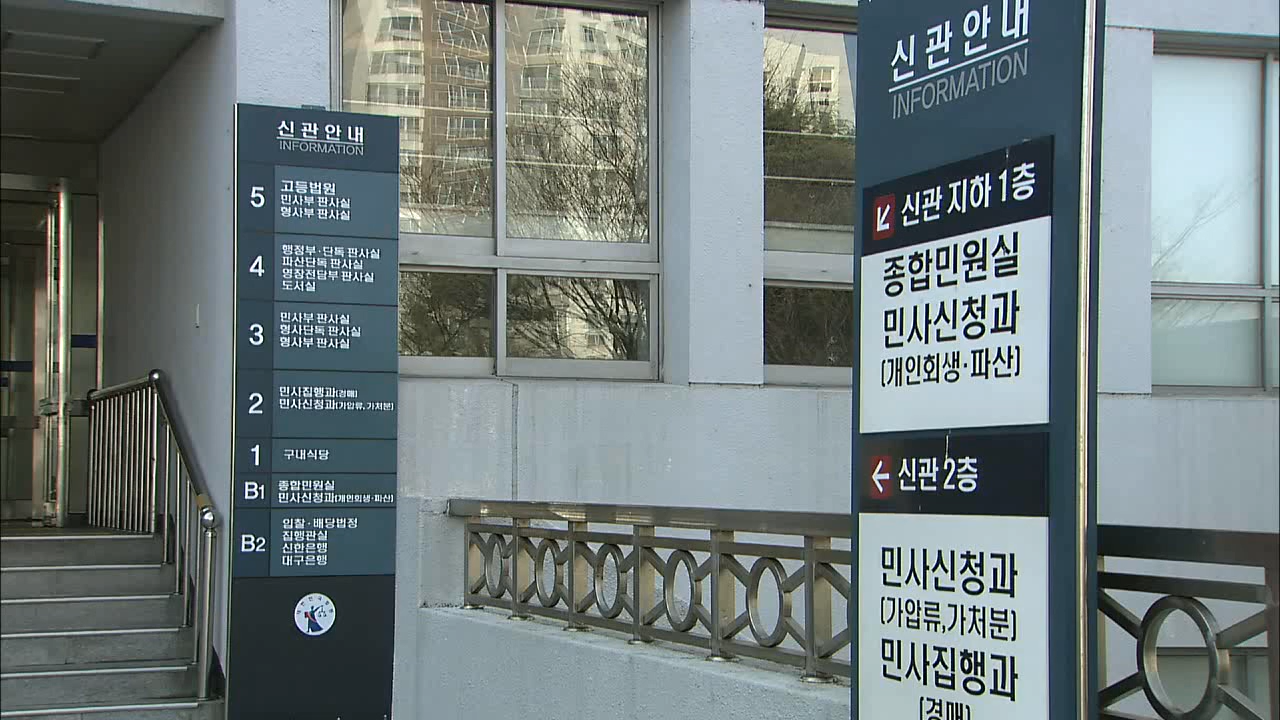 신관안내
INFORMATION
5
고등법원
민사부 판사실
형사부 판사실
4
행정부·단독 판사실
파산단독 판사실
영장전담부 판사실
도서실
3
민사부 판사실
형사단독 판사실
형사부 판사실
2
민사집행과(경매)
민사신청과(가압류,가처분)
1
구내식당
B1
종합민원실
민사신청과(개인회생·파산)
B2
입찰·배당법정
집행관실
신한은행
대구은행
신관안내
INFORMATION
신관 지하 1층
종합민원실
민사신청과
(개인회생·파산)
신관 2층
민사신청과
(가압류,가처분)
민사집행과
(경매)